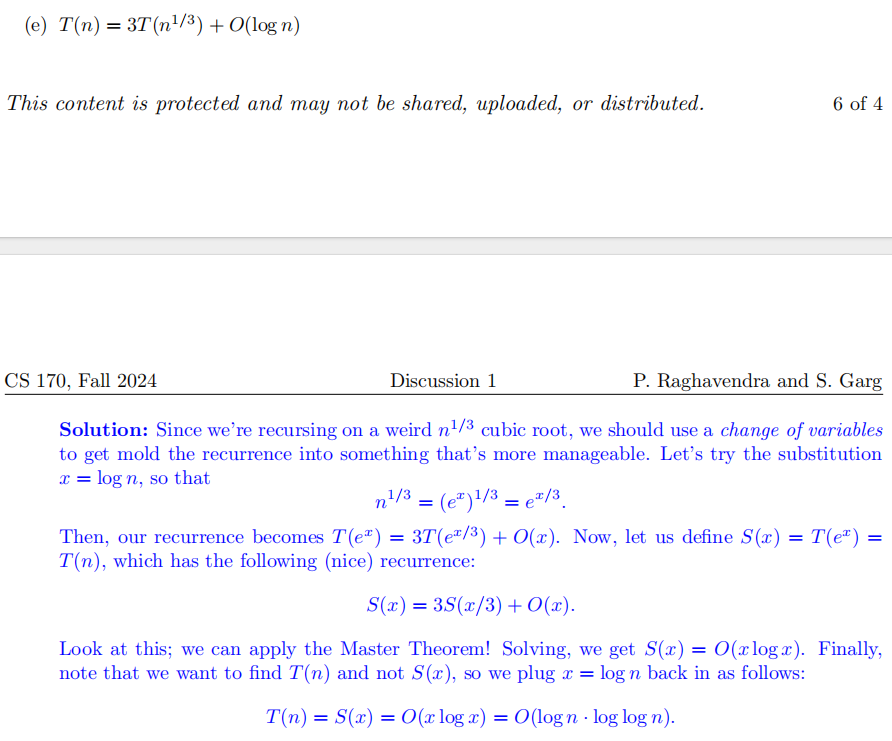 (e) T(n) = 3T(n^{1/3}) + O(log n)
This content is protected and may not be shared, uploaded, or distributed. 6 of 4
CS 170, Fall 2024 Discussion 1 P. Raghavendra and S. Garg
Solution: Since we're recursing on a weird n^{1/3} cubic root, we should use a change of variables
to get mold the recurrence into something that's more manageable. Let's try the substitution
x = log n, so that
n^{1/3} = (e^x)^{1/3} = e^{x/3}.
Then, our recurrence becomes T(e^x) = 3T(e^{x/3}) + O(x). Now, let us define S(x) = T(e^x) =
T(n), which has the following (nice) recurrence:
S(x) = 3S(x/3) + O(x).
Look at this; we can apply the Master Theorem! Solving, we get S(x) = O(x log x). Finally,
note that we want to find T(n) and not S(x), so we plug x = log n back in as follows:
T(n) = S(x) = O(x log x) = O(log n · log log n).